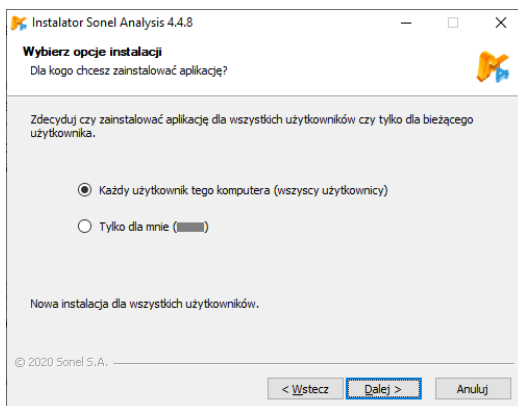 Instalator Sonel Analysis 4.4.8
Wybierz opcje instalacji
Dla kogo chcesz zainstalować aplikację?
Zdecyduj czy zainstalować aplikację dla wszystkich użytkowników czy tylko dla bieżącego
użytkownika.
Każdy użytkownik tego komputera (wszyscy użytkownicy)
Tylko dla mnie ( )
Nowa instalacja dla wszystkich użytkowników.
© 2020 Sonel S.A.
< Wstecz Dalej > Anuluj